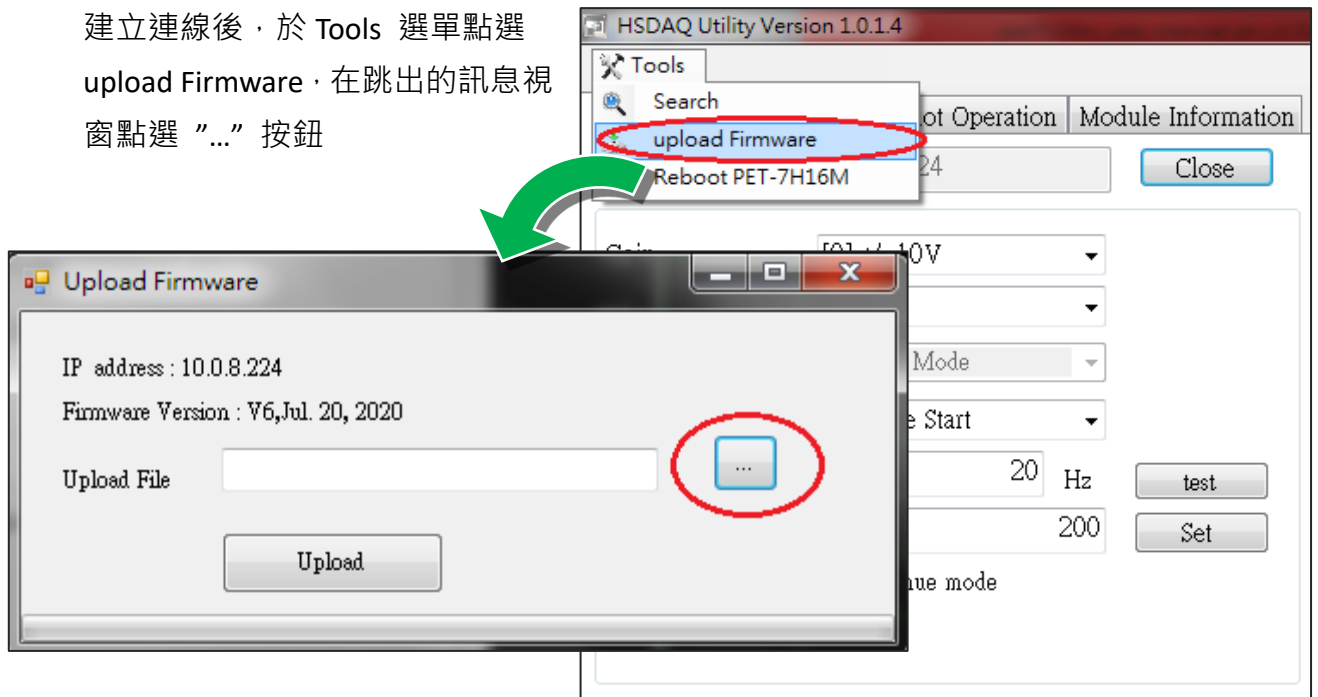 建立連線後，於 Tools 選單點選
upload Firmware，在跳出的訊息視
窗點選 ”…” 按鈕
HSDAQ Utility Version 1.0.1.4
Tools
Search
upload Firmware
Reboot PET-7H16M
ot Operation
Module Information
24
Close
10V
Mode
e Start
20 Hz
test
200
Set
nue mode
Upload Firmware
IP address : 10.0.8.224
Firmware Version : V6,Jul. 20, 2020
Upload File
...
Upload